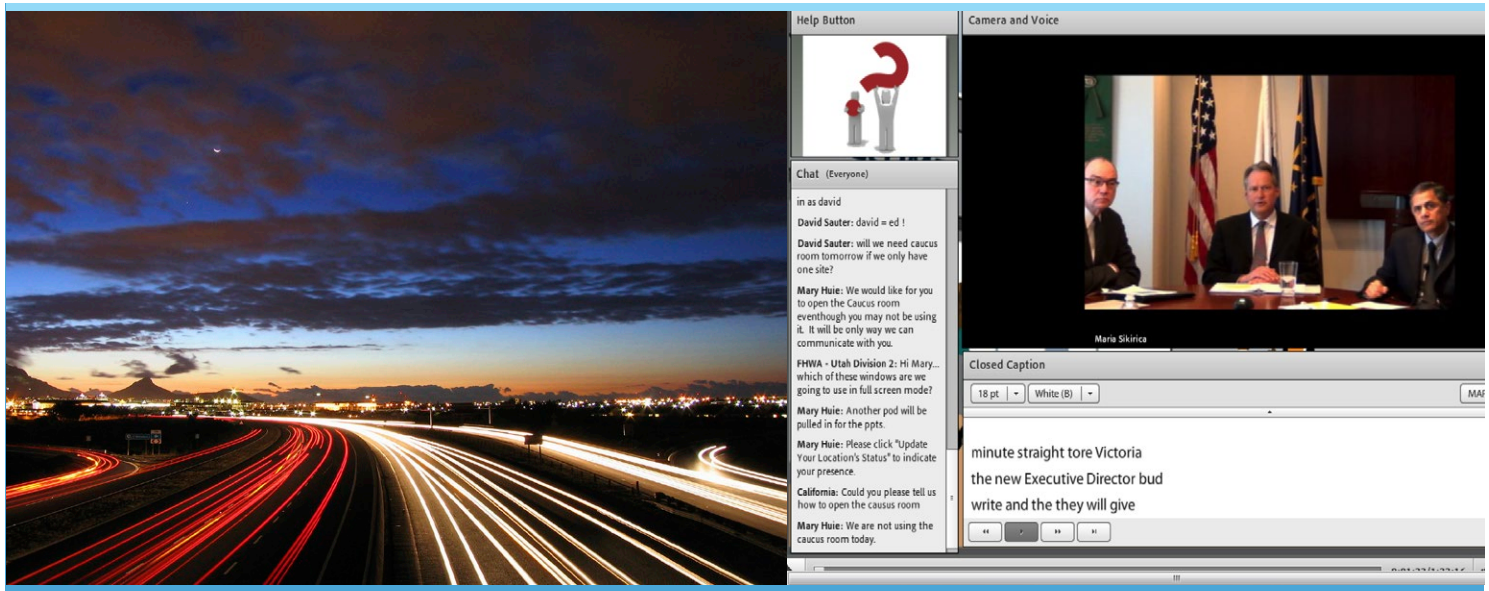 Help Button
Chat (Everyone)
in as david
David Sauter: david = ed !
David Sauter: will we need caucus
room tomorrow if we only have
one site?
Mary Huie: We would like for you
to open the Caucus room
eventhough you may not be using
it. It will be only way we can
communicate with you.
FHWA - Utah Division 2: Hi Mary...
which of these windows are we
going to use in full screen mode?
Mary Huie: Another pod will be
pulled in for the ppts.
Mary Huie: Please click "Update
Your Location's Status" to indicate
your presence.
California: Could you please tell us
how to open the causus room
Mary Huie: We are not using the
caucus room today.
Camera and Voice
Maria Sikirica
Closed Caption
18 pt
White (B)
minute straight tore Victoria
the new Executive Director bud
write and the they will give